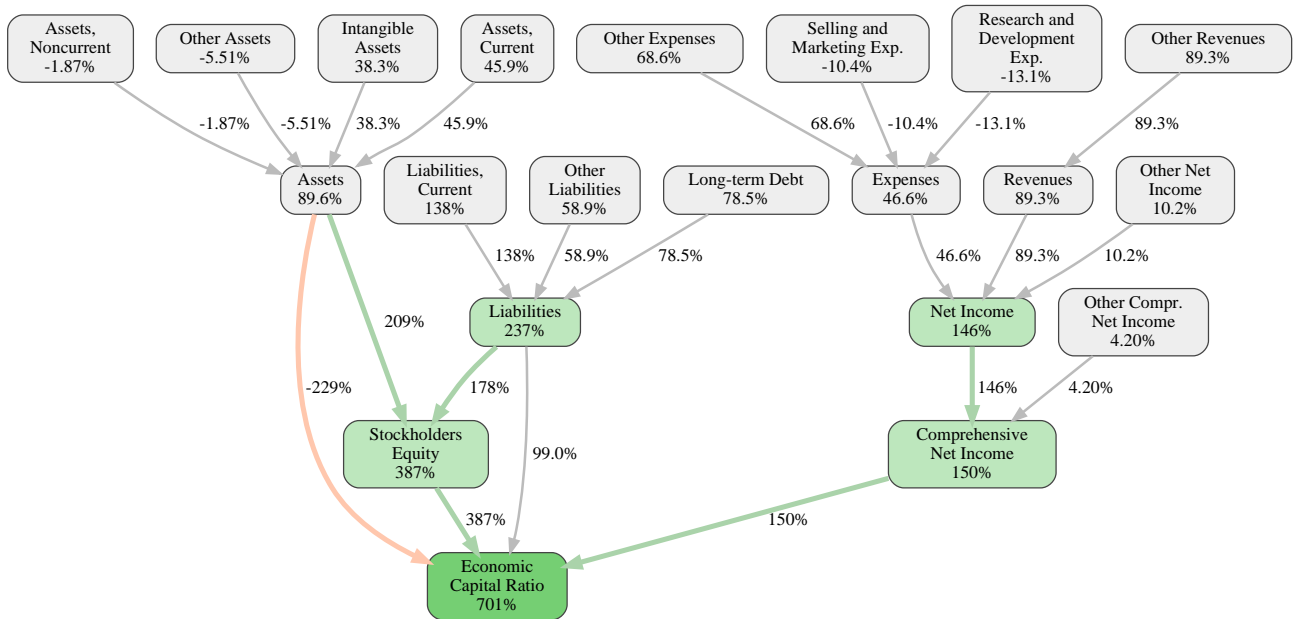 Assets,
Noncurrent
-1.87%
Other Assets
-5.51%
Intangible
Assets
38.3%
Assets,
Current
45.9%
Other Expenses
68.6%
Selling and
Marketing Exp.
-10.4%
Research and
Development
Exp.
-13.1%
Other Revenues
89.3%
-1.87%
-5.51%
38.3%
45.9%
68.6%
-10.4%
-13.1%
89.3%
Assets
89.6%
Liabilities,
Current
138%
Other
Liabilities
58.9%
Long-term Debt
78.5%
Expenses
46.6%
Revenues
89.3%
Other Net
Income
10.2%
138%
58.9%
78.5%
46.6%
89.3%
10.2%
Liabilities
237%
Net Income
146%
Other Compr.
Net Income
4.20%
209%
-229%
178%
146%
4.20%
Stockholders
Equity
387%
99.0%
Comprehensive
Net Income
150%
387%
150%
Economic
Capital Ratio
701%